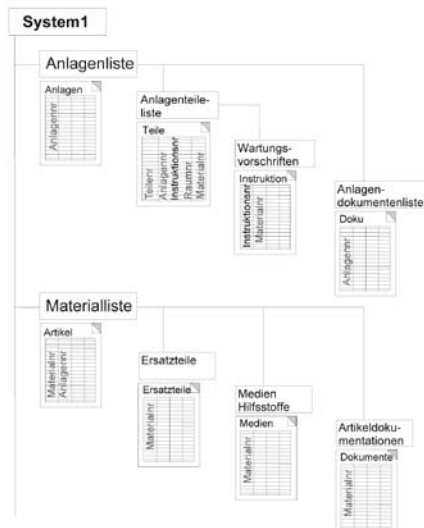 System1
Anlagenliste
Anlagen
Anlagennr
Anlagenteile-
liste
Teile
Teilenr
Anlagennr
Instruktionsnr
Raumnr
Materialnr
Wartungs-
vorschriften
Instruktion
Instruktionsnr
Materialnr
Anlagen-
dokumentenliste
Doku
Anlagennr
Materialliste
Artikel
Materialnr
Anlagennr
Ersatzteile
Ersatzteile
Materialnr
Medien
Hilfsstoffe
Medien
Materialnr
Artikeldoku-
mentationen
Dokumente
Materialnr